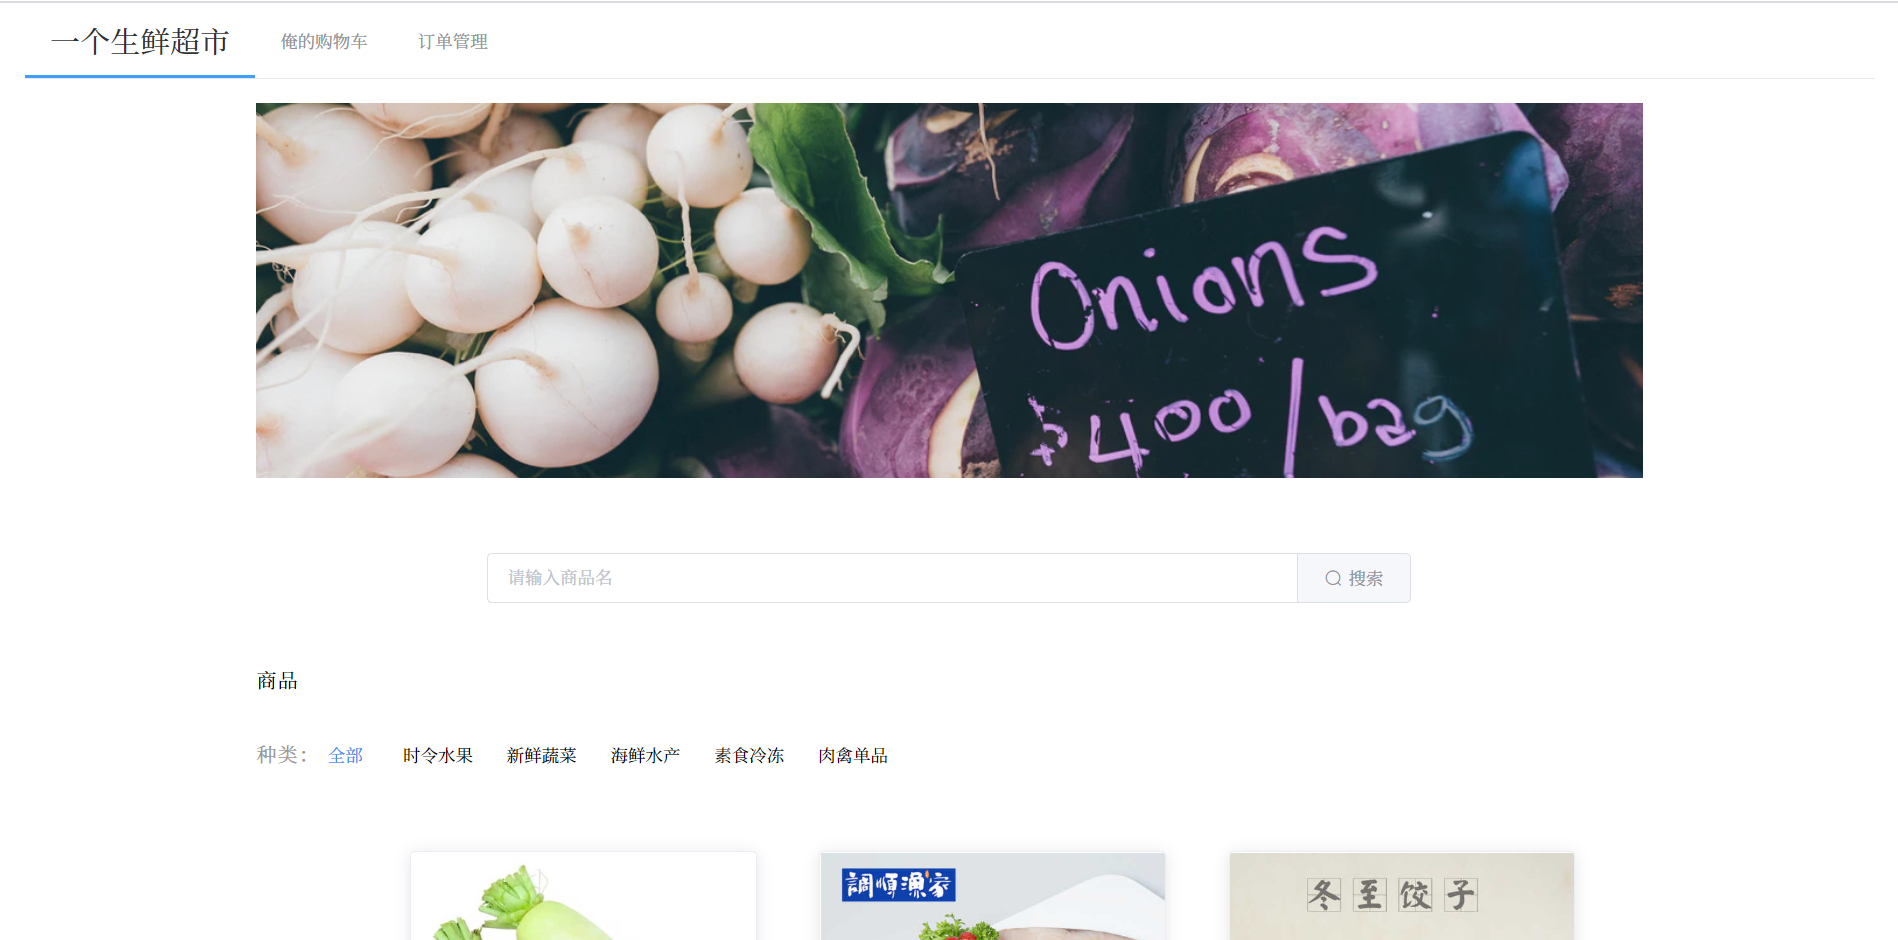 一个生鲜超市 俺的购物车 订单管理
Onions
$400/bag
请输入商品名 搜索
商品
种类： 全部 时令水果 新鲜蔬菜 海鲜水产 素食冷冻 肉禽单品
調順漁家
冬至饺子